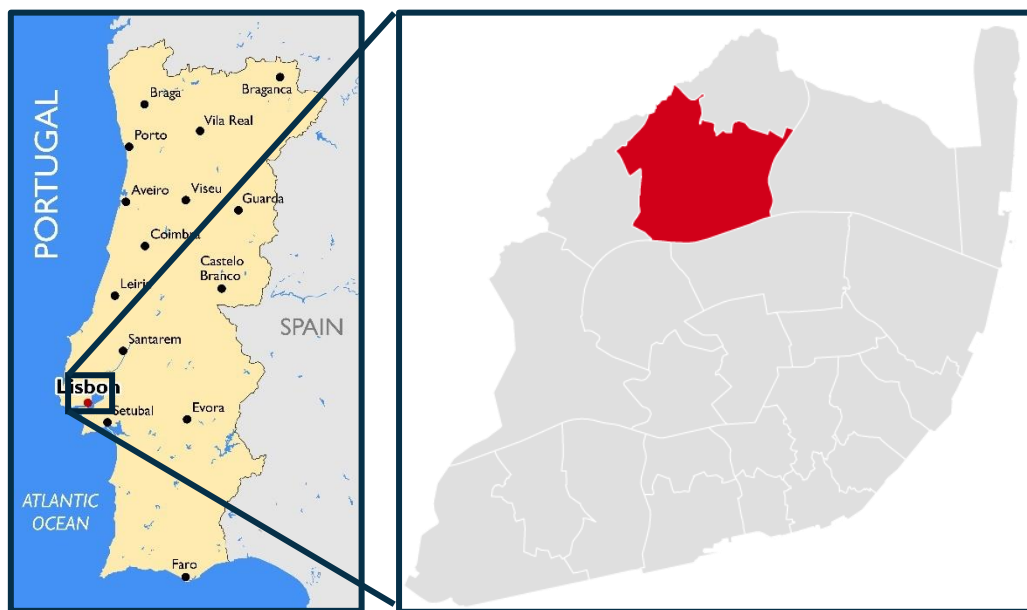 PORTUGAL
Braganca
Braga
Vila Real
Porto
Aveiro
Viseu
Guarda
Coimbra
Castelo
Branco
Leiria
SPAIN
Santarem
Lisbon
Setubal
Evora
ATLANTIC
OCEAN
Faro